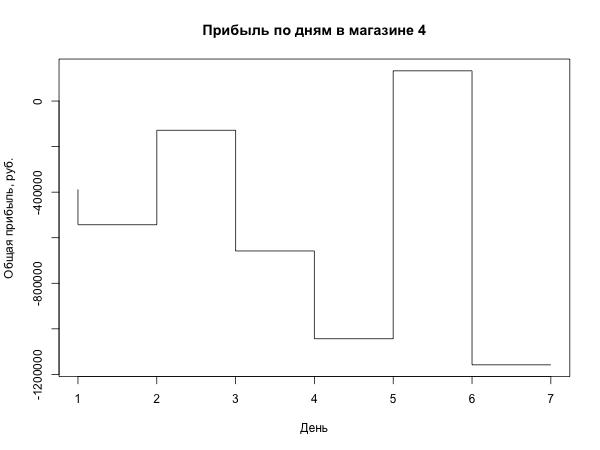 Прибыль по дням в магазине 4
Общая прибыль, руб.
0
-400000
-800000
-1200000
1 2 3 4 5 6 7
День